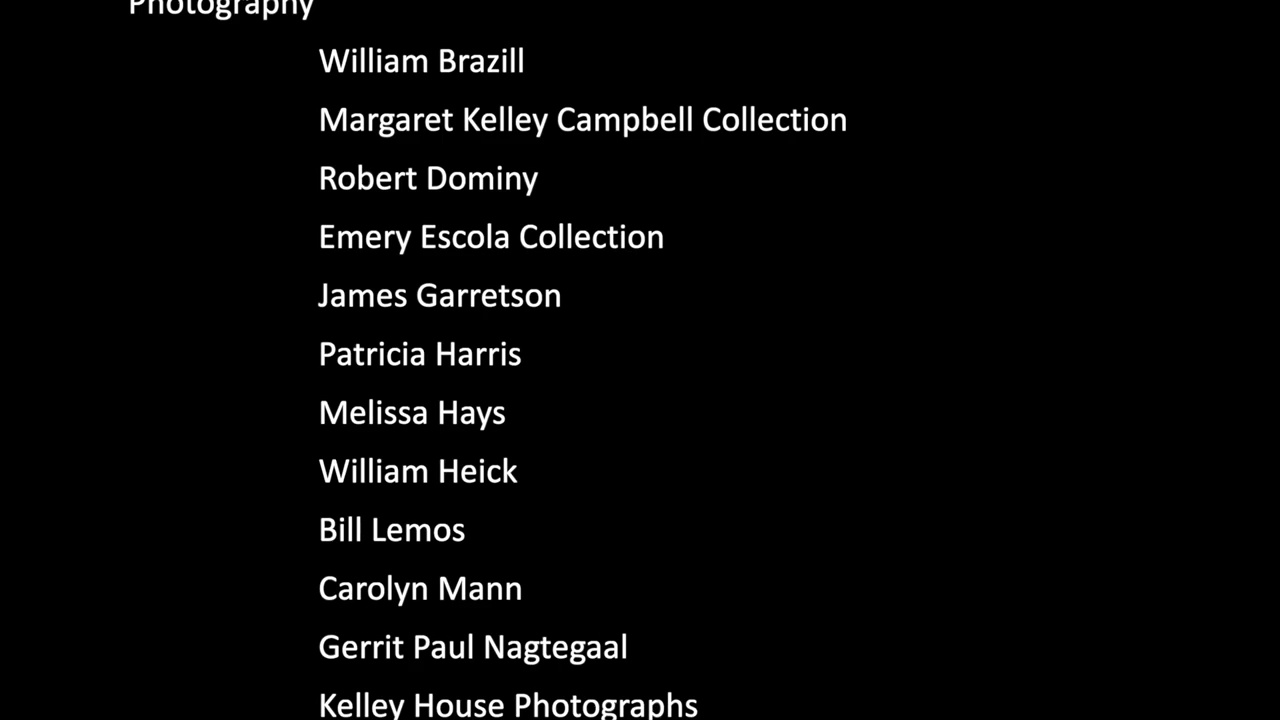 Photography
William Brazill
Margaret Kelley Campbell Collection
Robert Dominy
Emery Escola Collection
James Garretson
Patricia Harris
Melissa Hays
William Heick
Bill Lemos
Carolyn Mann
Gerrit Paul Nagtegaal
Kelley House Photographs